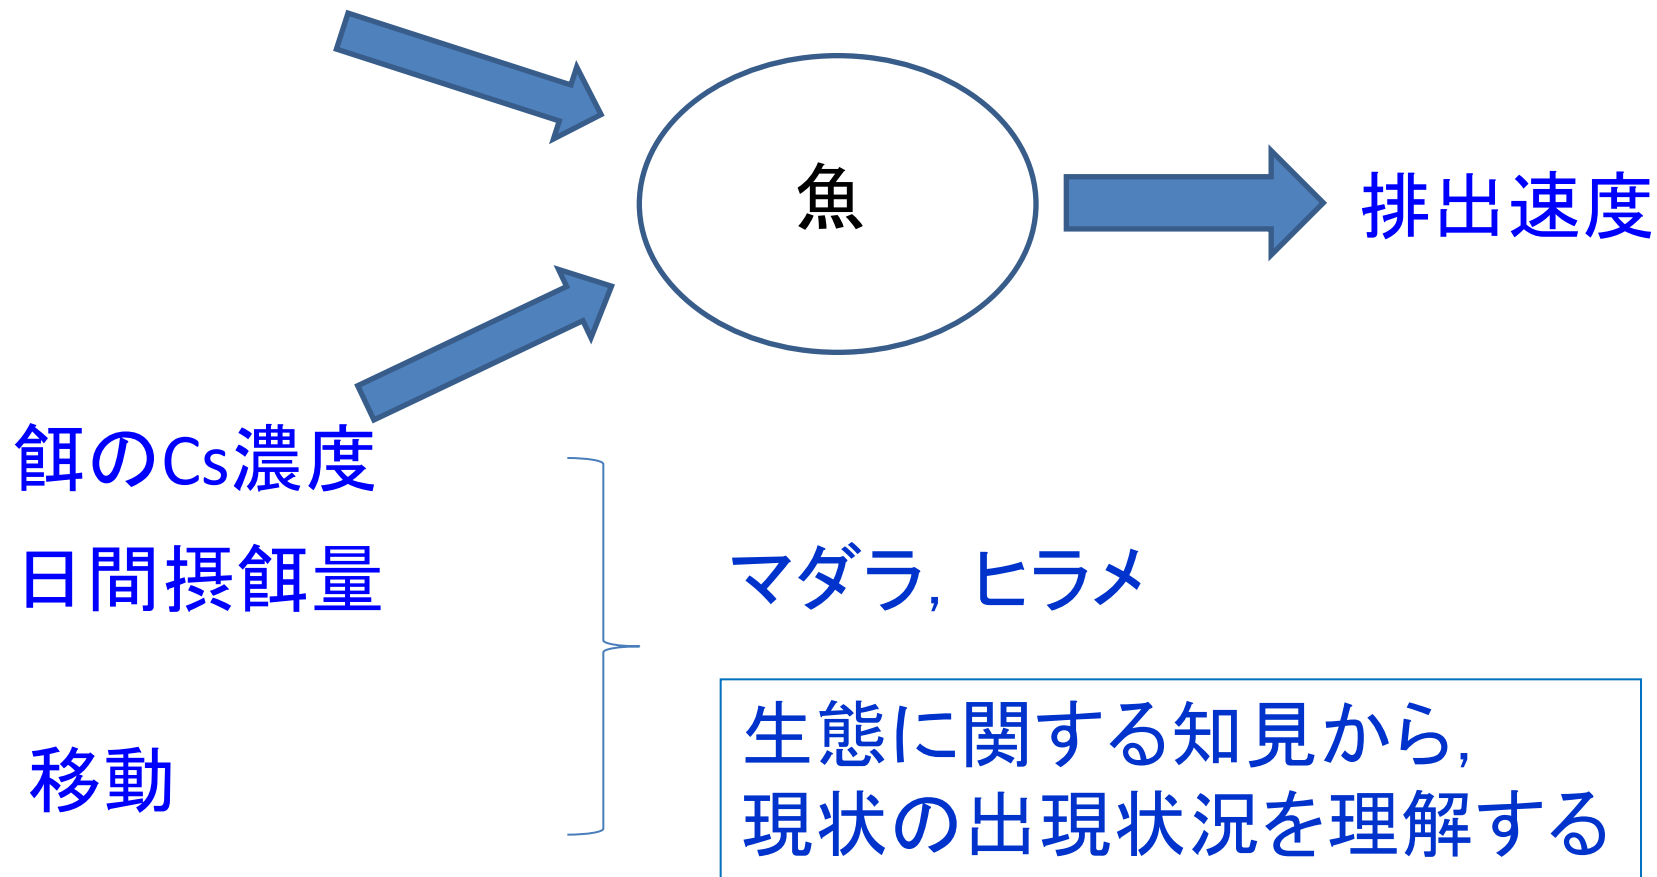 魚
排出速度
餌のCs濃度
日間摂餌量
マダラ, ヒラメ
移動
生態に関する知見から,
現状の出現状況を理解する